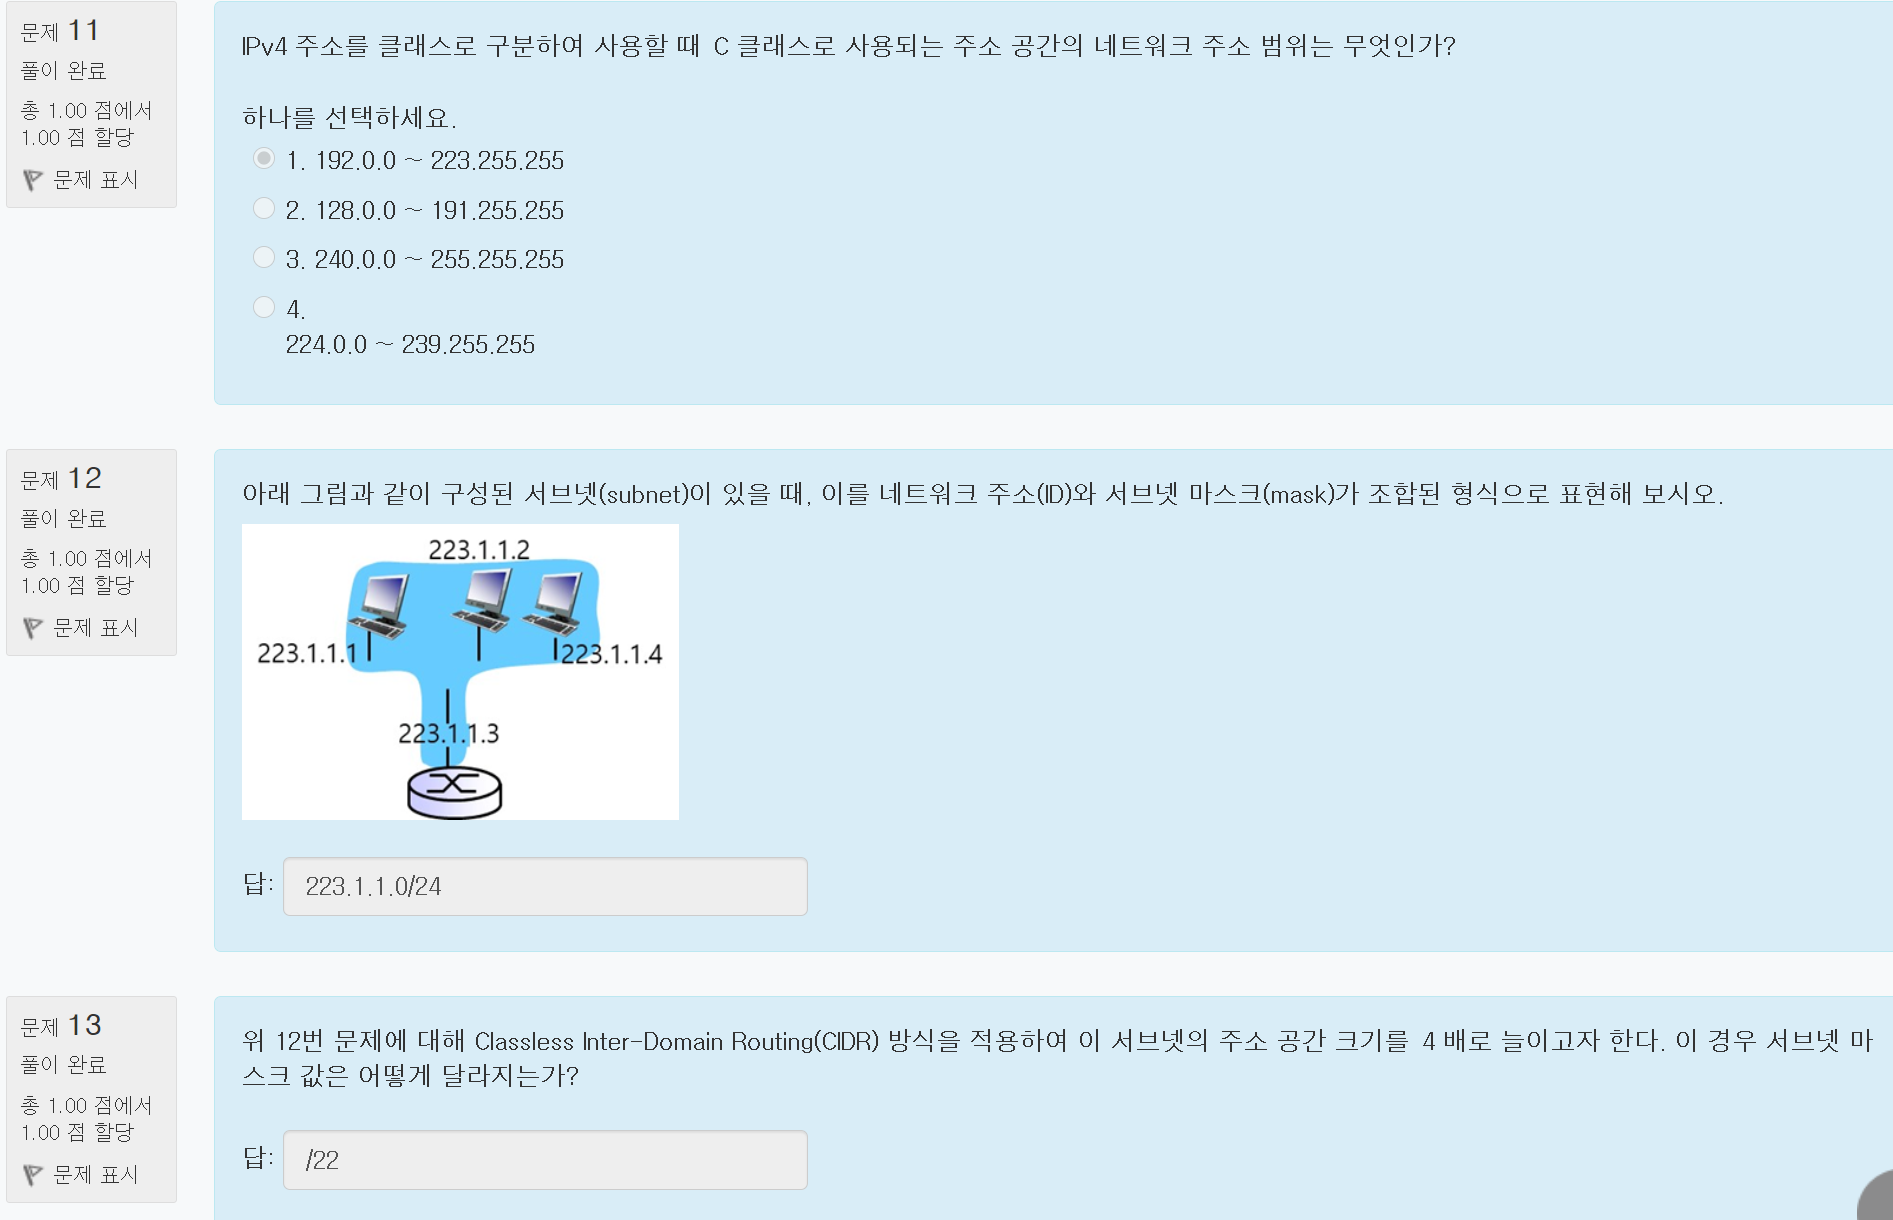 문제 11
풀이 완료
총 1.00 점에서
1.00 점 할당
문제 표시
IPv4 주소를 클래스로 구분하여 사용할 때 C 클래스로 사용되는 주소 공간의 네트워크 주소 범위는 무엇인가?
하나를 선택하세요.
1. 192.0.0 ~ 223.255.255
2. 128.0.0 ~ 191.255.255
3. 240.0.0 ~ 255.255.255
4.
224.0.0 ~ 239.255.255
문제 12
풀이 완료
총 1.00 점에서
1.00 점 할당
문제 표시
아래 그림과 같이 구성된 서브넷(subnet)이 있을 때, 이를 네트워크 주소(ID)와 서브넷 마스크(mask)가 조합된 형식으로 표현해 보시오.
223.1.1.2
223.1.1.1
223.1.1.4
223.1.1.3
답: 223.1.1.0/24
문제 13
풀이 완료
총 1.00 점에서
1.00 점 할당
문제 표시
위 12번 문제에 대해 Classless Inter-Domain Routing(CIDR) 방식을 적용하여 이 서브넷의 주소 공간 크기를 4 배로 늘이고자 한다. 이 경우 서브넷 마
스크 값은 어떻게 달라지는가?
답: /22